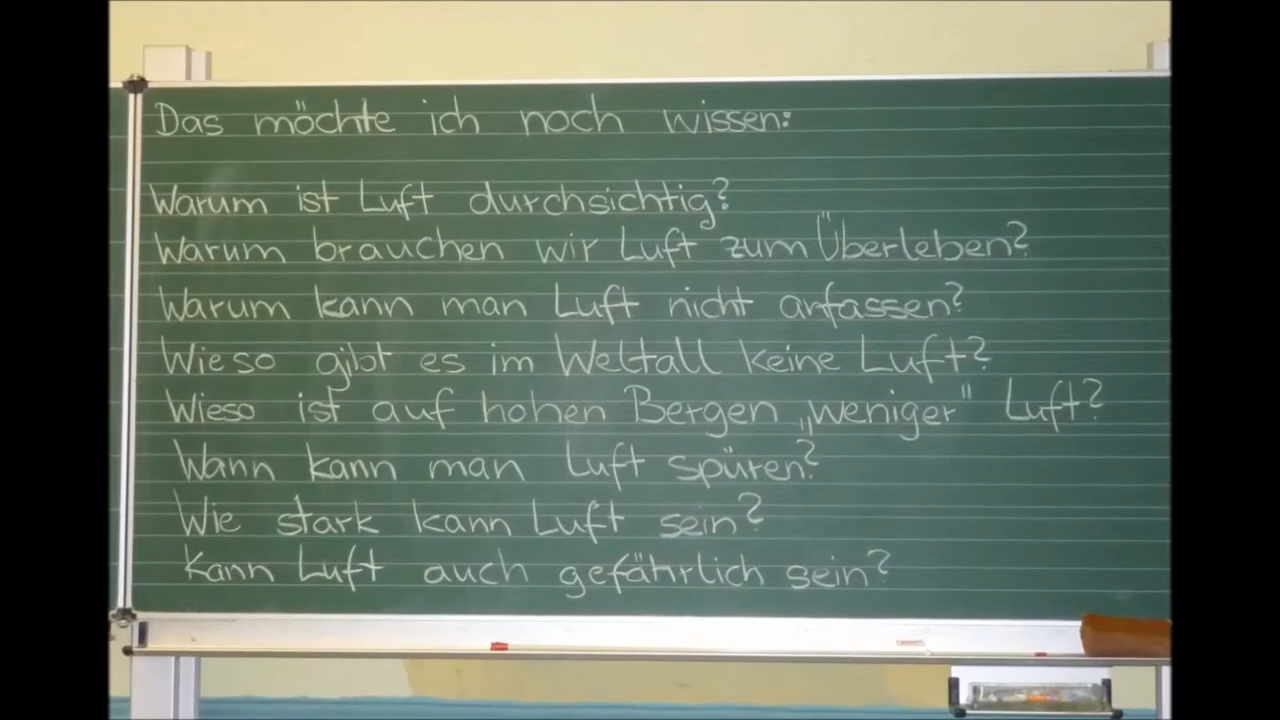 Das möchte ich noch wissen:
Warum ist Luft durchsichtig?
Warum brauchen wir Luft zum Überleben?
Warum kann man Luft nicht anfassen?
Wieso gibt es im Weltall keine Luft?
Wieso ist auf hohen Bergen „weniger" Luft?
Wann kann man Luft spüren?
Wie stark kann Luft sein?
Kann Luft auch gefährlich sein?